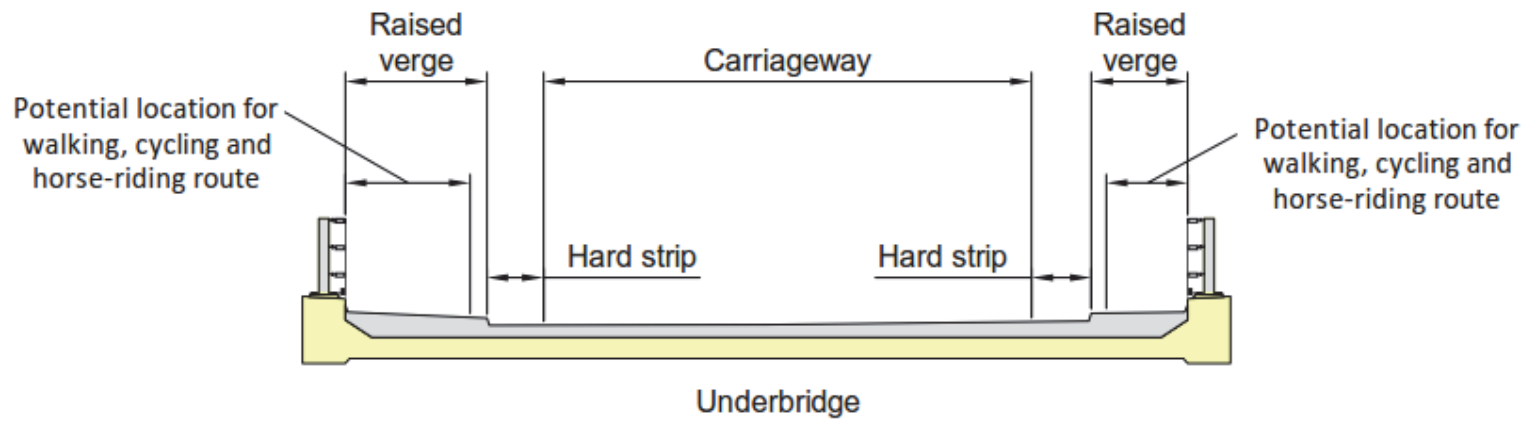 Raised
verge
Carriageway
Raised
verge
Potential location for
walking, cycling and
horse-riding route
Potential location for
walking, cycling and
horse-riding route
Hard strip
Hard strip
Underbridge